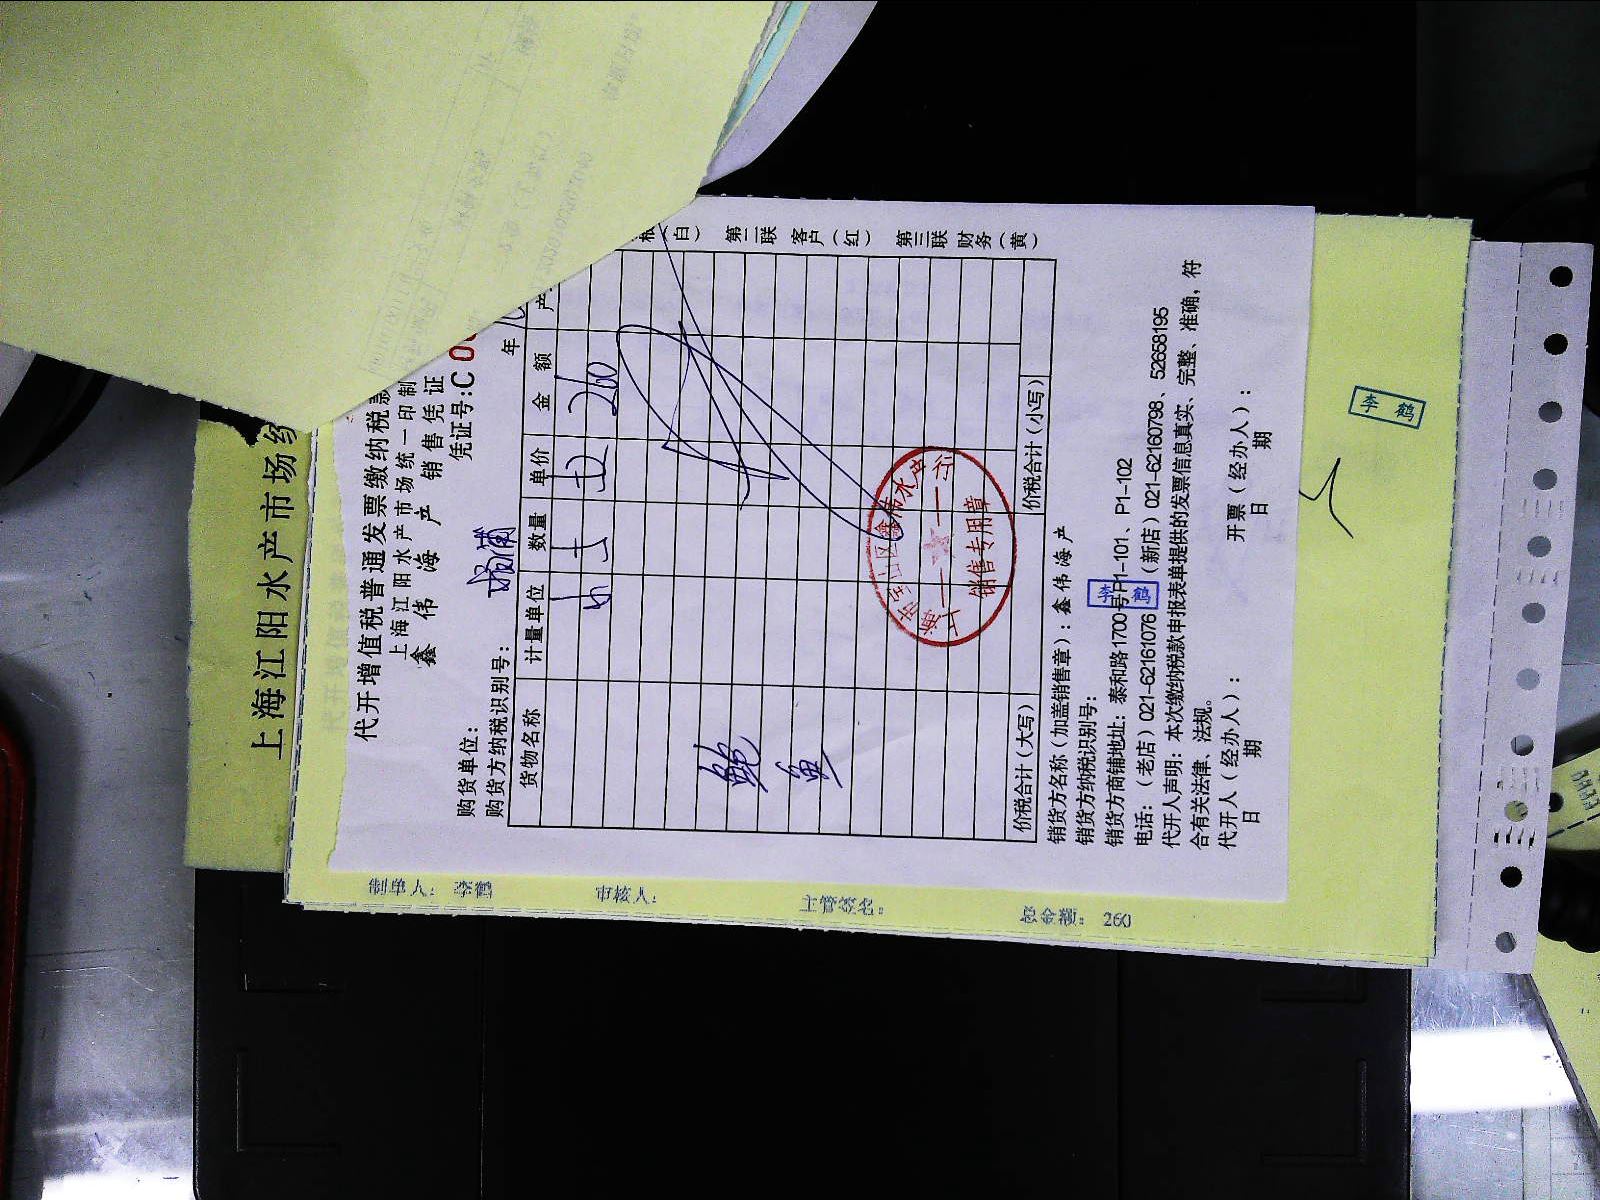 上海江阳水产市场
代开增值税普通发票缴纳税款
上海江阳水产市场统一印制
鑫伟海产 销售凭证
凭证号:C 0
购货单位:
购货方纳税识别号:
年
货物名称 计量单位 数量 单价 金额 产
260
鲍
鱼
价税合计(大写) 价税合计(小写)
根(白) 第二联 客户(红) 第三联 财务(黄)
销售专用章
销货方名称(加盖销售章):鑫伟海产
销货方纳税识别号:
销货方商铺地址:泰和路1700号P1-101、P1-102
李鹤
电话:(老店)021-62161076(新店)021-62160798、52658195
代开人声明:本次缴纳税款申报表单提供的发票信息真实、完整、准确,符
合有关法律、法规。
代开人(经办人): 开票(经办人):
日 期 日 期
李鹤
制单人: 李鹤 审核人: 主管签名: 总金额: 260